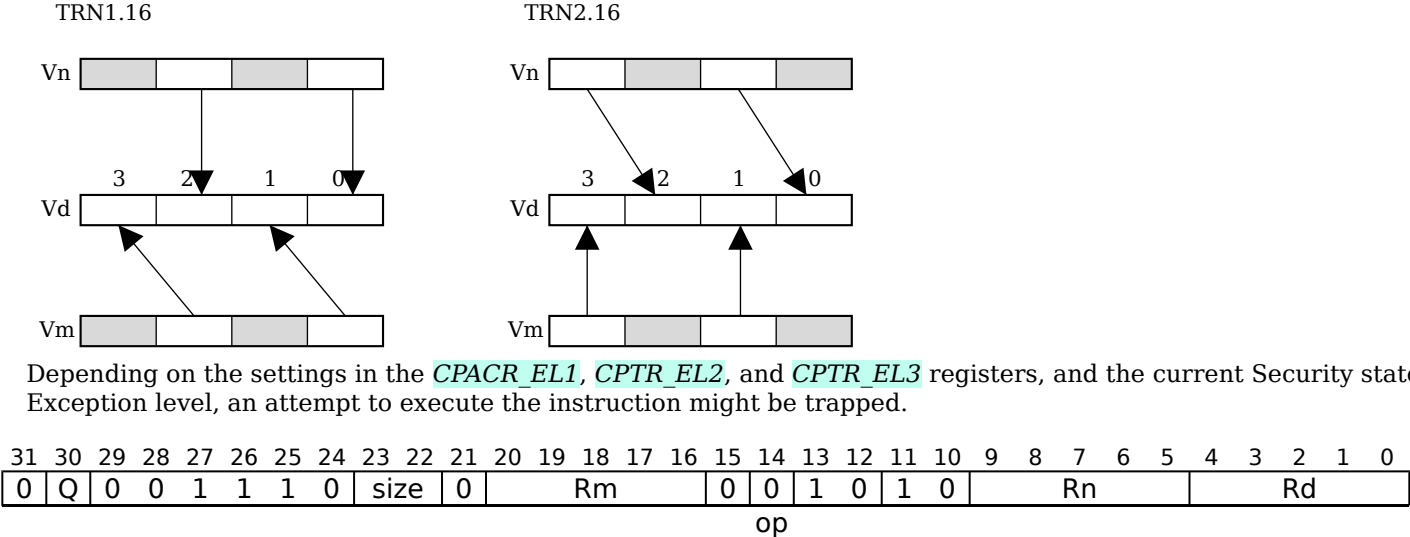 TRN1.16 TRN2.16
Vn Vn
3 2 1 0 3 2 1 0
Vd Vd
Vm Vm
Depending on the settings in the CPACR_EL1, CPTR_EL2, and CPTR_EL3 registers, and the current Security state
Exception level, an attempt to execute the instruction might be trapped.
31 30 29 28 27 26 25 24 23 22 21 20 19 18 17 16 15 14 13 12 11 10 9 8 7 6 5 4 3 2 1 0
0 Q 0 0 1 1 1 0 size 0 Rm 0 0 1 0 1 0 Rn Rd
op